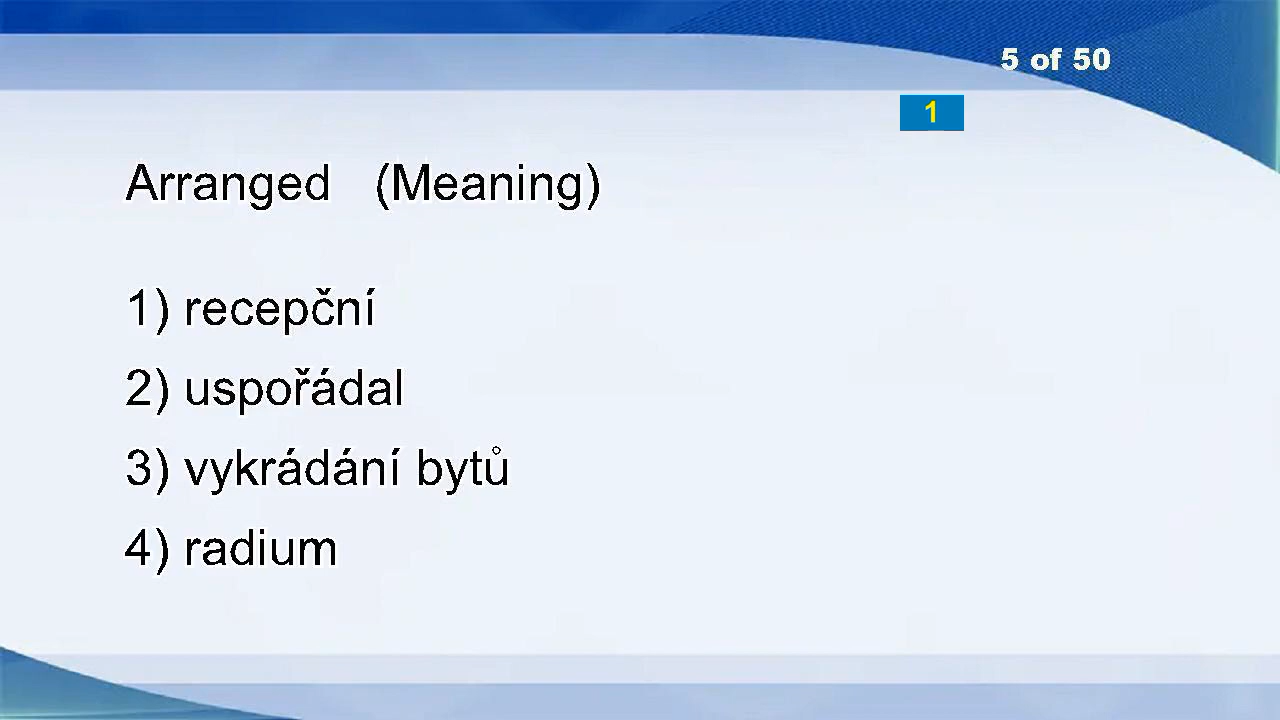 5 of 50
1
Arranged (Meaning)
1) recepční
2) uspořádal
3) vykrádání bytů
4) radium